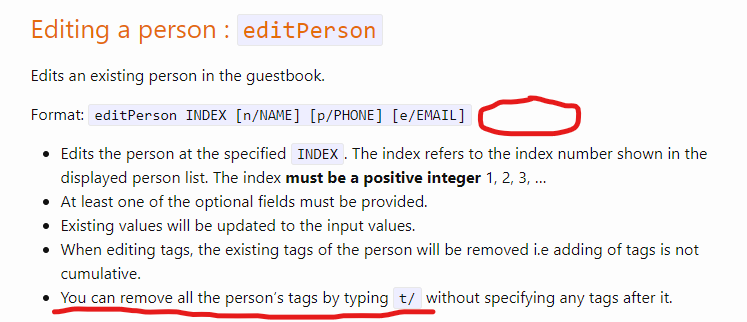 Editing a person : editPerson
Edits an existing person in the guestbook.
Format: editPerson INDEX [n/NAME] [p/PHONE] [e/EMAIL]
• Edits the person at the specified INDEX . The index refers to the index number shown in the
displayed person list. The index must be a positive integer 1, 2, 3, …
• At least one of the optional fields must be provided.
• Existing values will be updated to the input values.
• When editing tags, the existing tags of the person will be removed i.e adding of tags is not
cumulative.
• You can remove all the person's tags by typing t/ without specifying any tags after it.